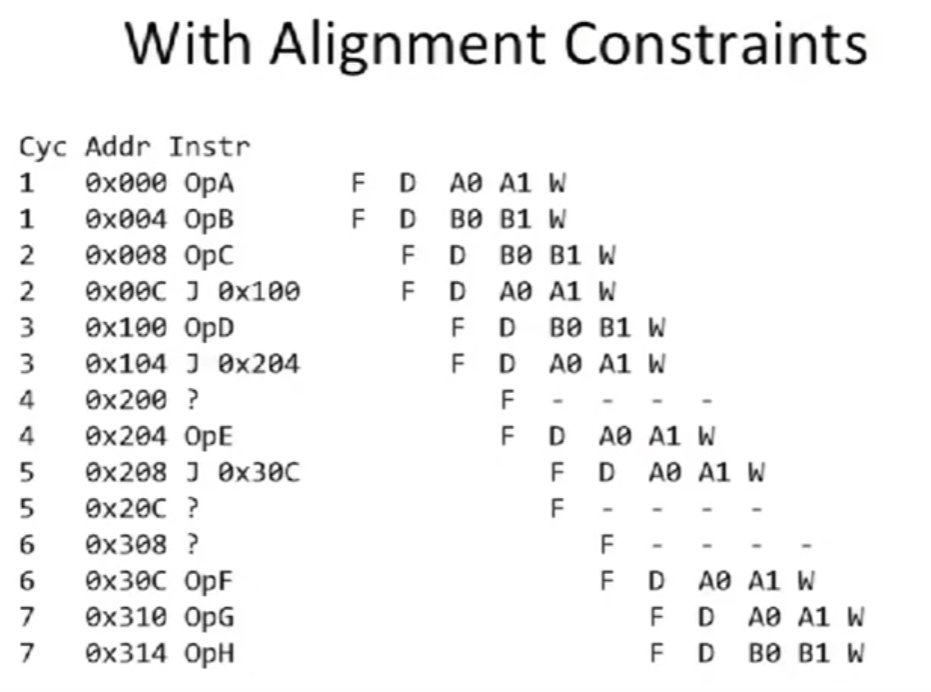 With Alignment Constraints
Cyc Addr Instr
1 0x000 OpA F D A0 A1 W
1 0x004 OpB F D B0 B1 W
2 0x008 OpC F D B0 B1 W
2 0x00C J 0x100 F D A0 A1 W
3 0x100 OpD F D B0 B1 W
3 0x104 J 0x204 F D A0 A1 W
4 0x200 ? F - - - -
4 0x204 OpE F D A0 A1 W
5 0x208 J 0x30C F D A0 A1 W
5 0x20C ? F - - - -
6 0x308 ? F - - - -
6 0x30C OpF F D A0 A1 W
7 0x310 OpG F D A0 A1 W
7 0x314 OpH F D B0 B1 W